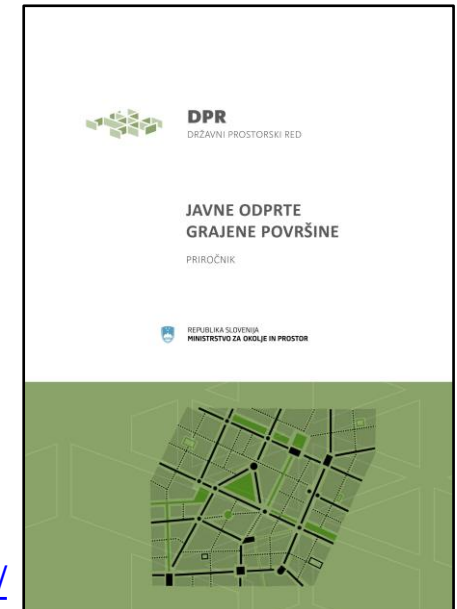 DPR
DRŽAVNI PROSTORSKI RED
JAVNE ODPRTE
GRAJENE POVRŠINE
PRIROČNIK
REPUBLIKA SLOVENIJA
MINISTRSTVO ZA OKOLJE IN PROSTOR
/